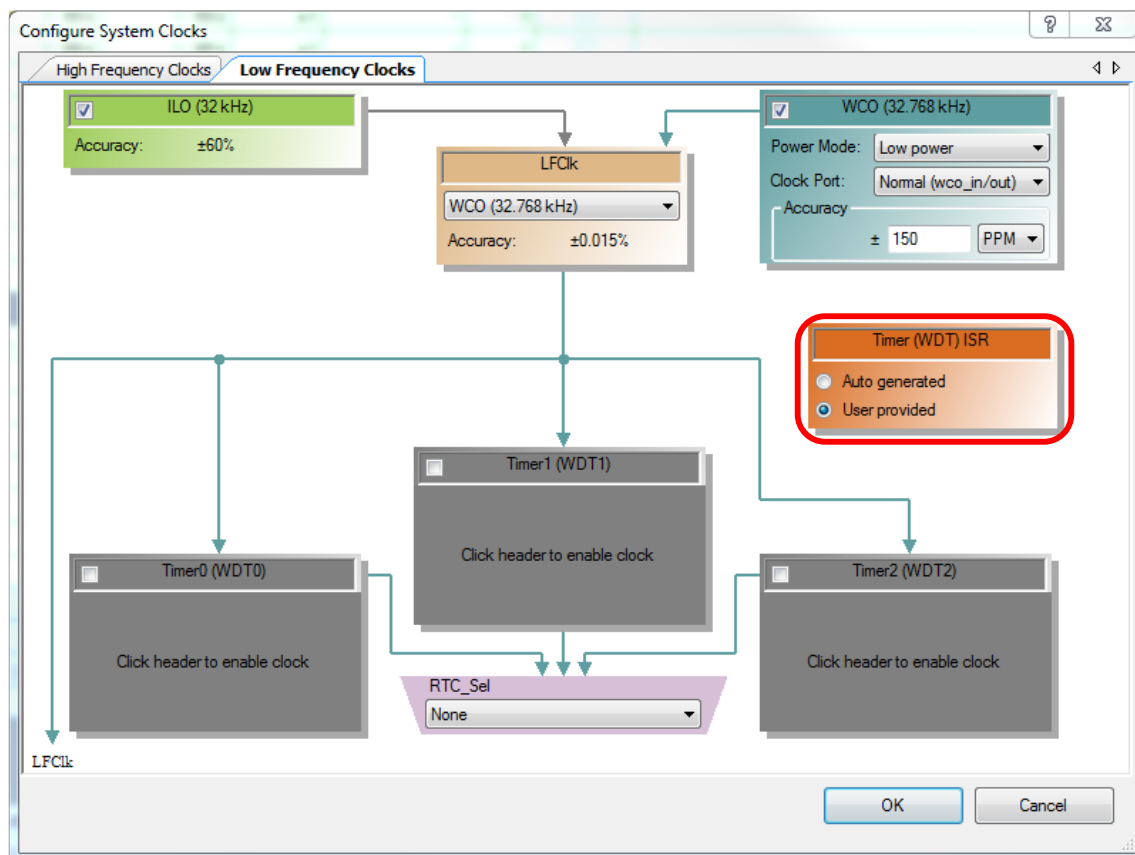 Configure System Clocks
High Frequency Clocks
Low Frequency Clocks
ILO (32 kHz)
Accuracy: ±60%
LFClk
WCO (32.768 kHz)
Accuracy: ±0.015%
WCO (32.768 kHz)
Power Mode: Low power
Clock Port: Normal (wco_in/out)
Accuracy
± 150 PPM
Timer (WDT) ISR
Auto generated
User provided
Timer1 (WDT1)
Click header to enable clock
Timer0 (WDT0)
Click header to enable clock
Timer2 (WDT2)
Click header to enable clock
RTC_Sel
None
LFClk
OK
Cancel